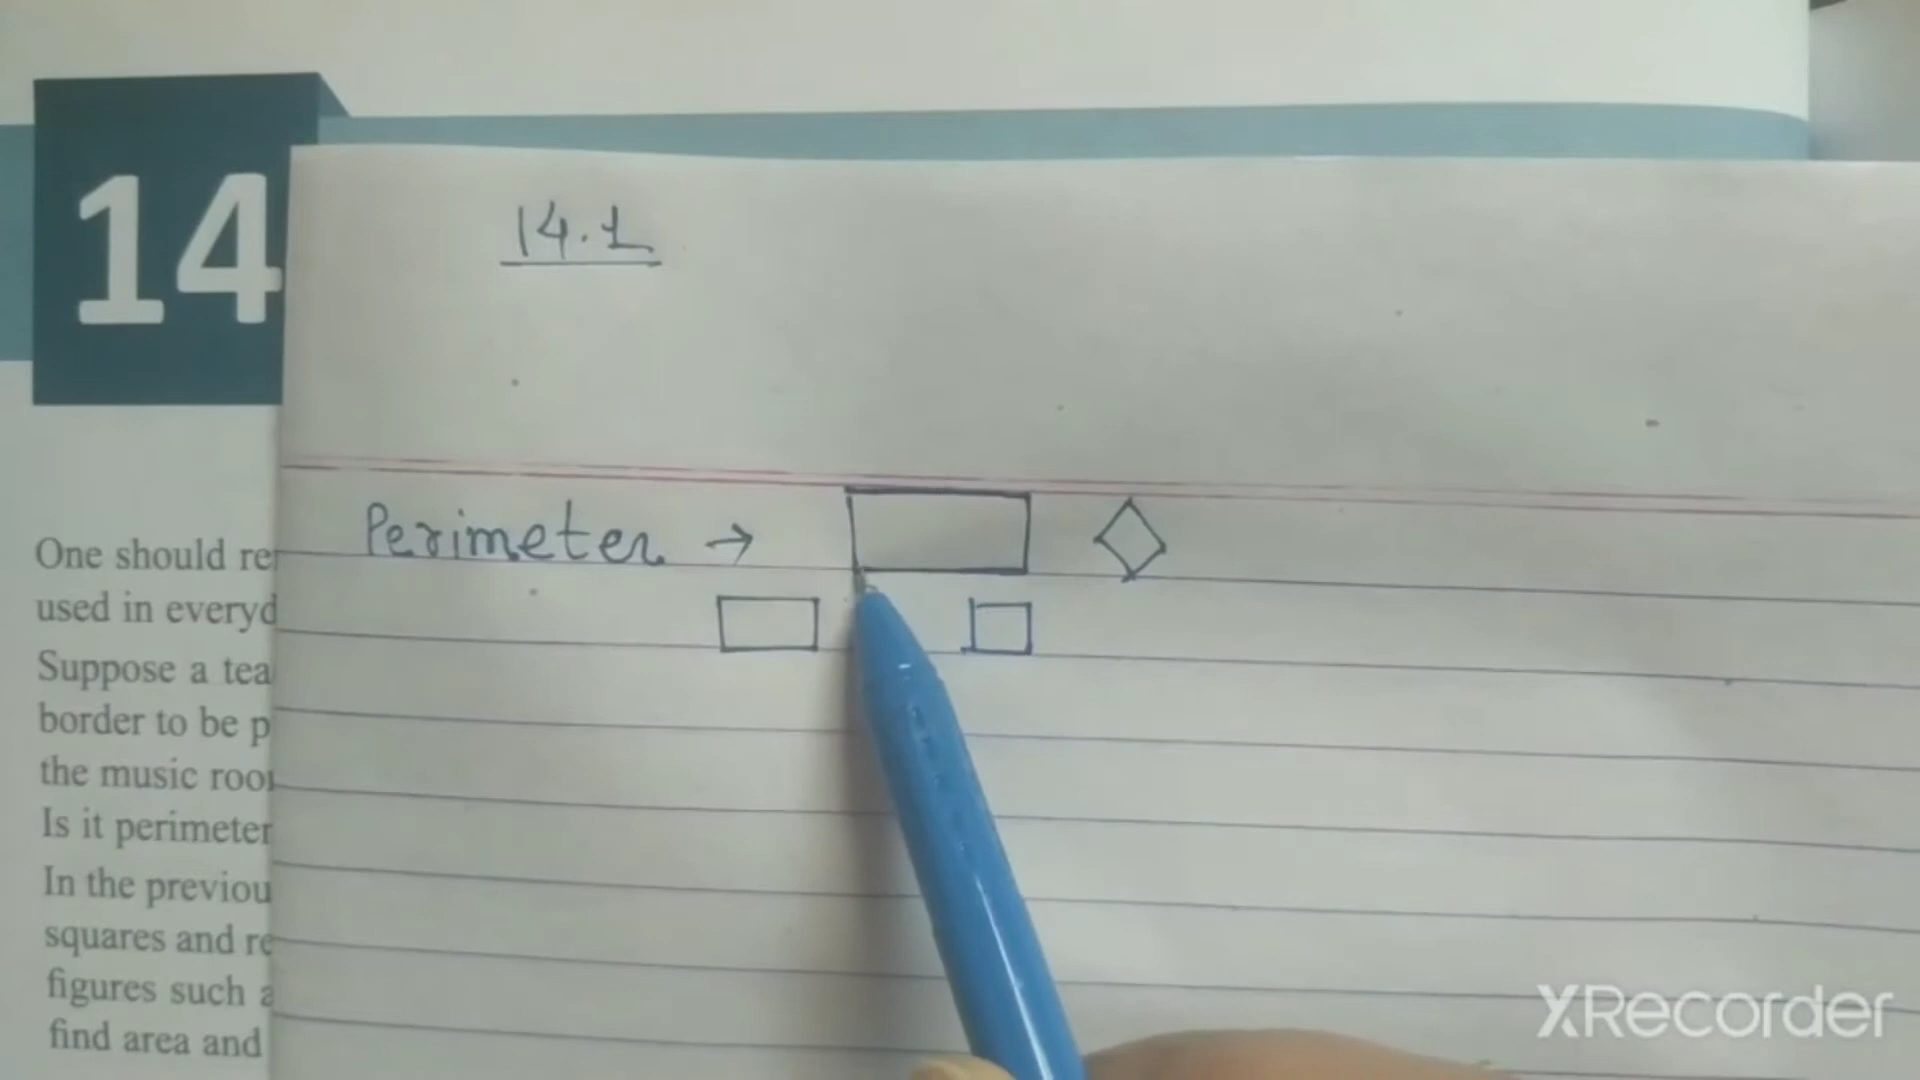 14
14.1
Perimeter →
One should re
used in everyd
Suppose a tea
border to be p
the music roo
Is it perimeter
In the previou
squares and re
figures such a
find area and
XRecorder